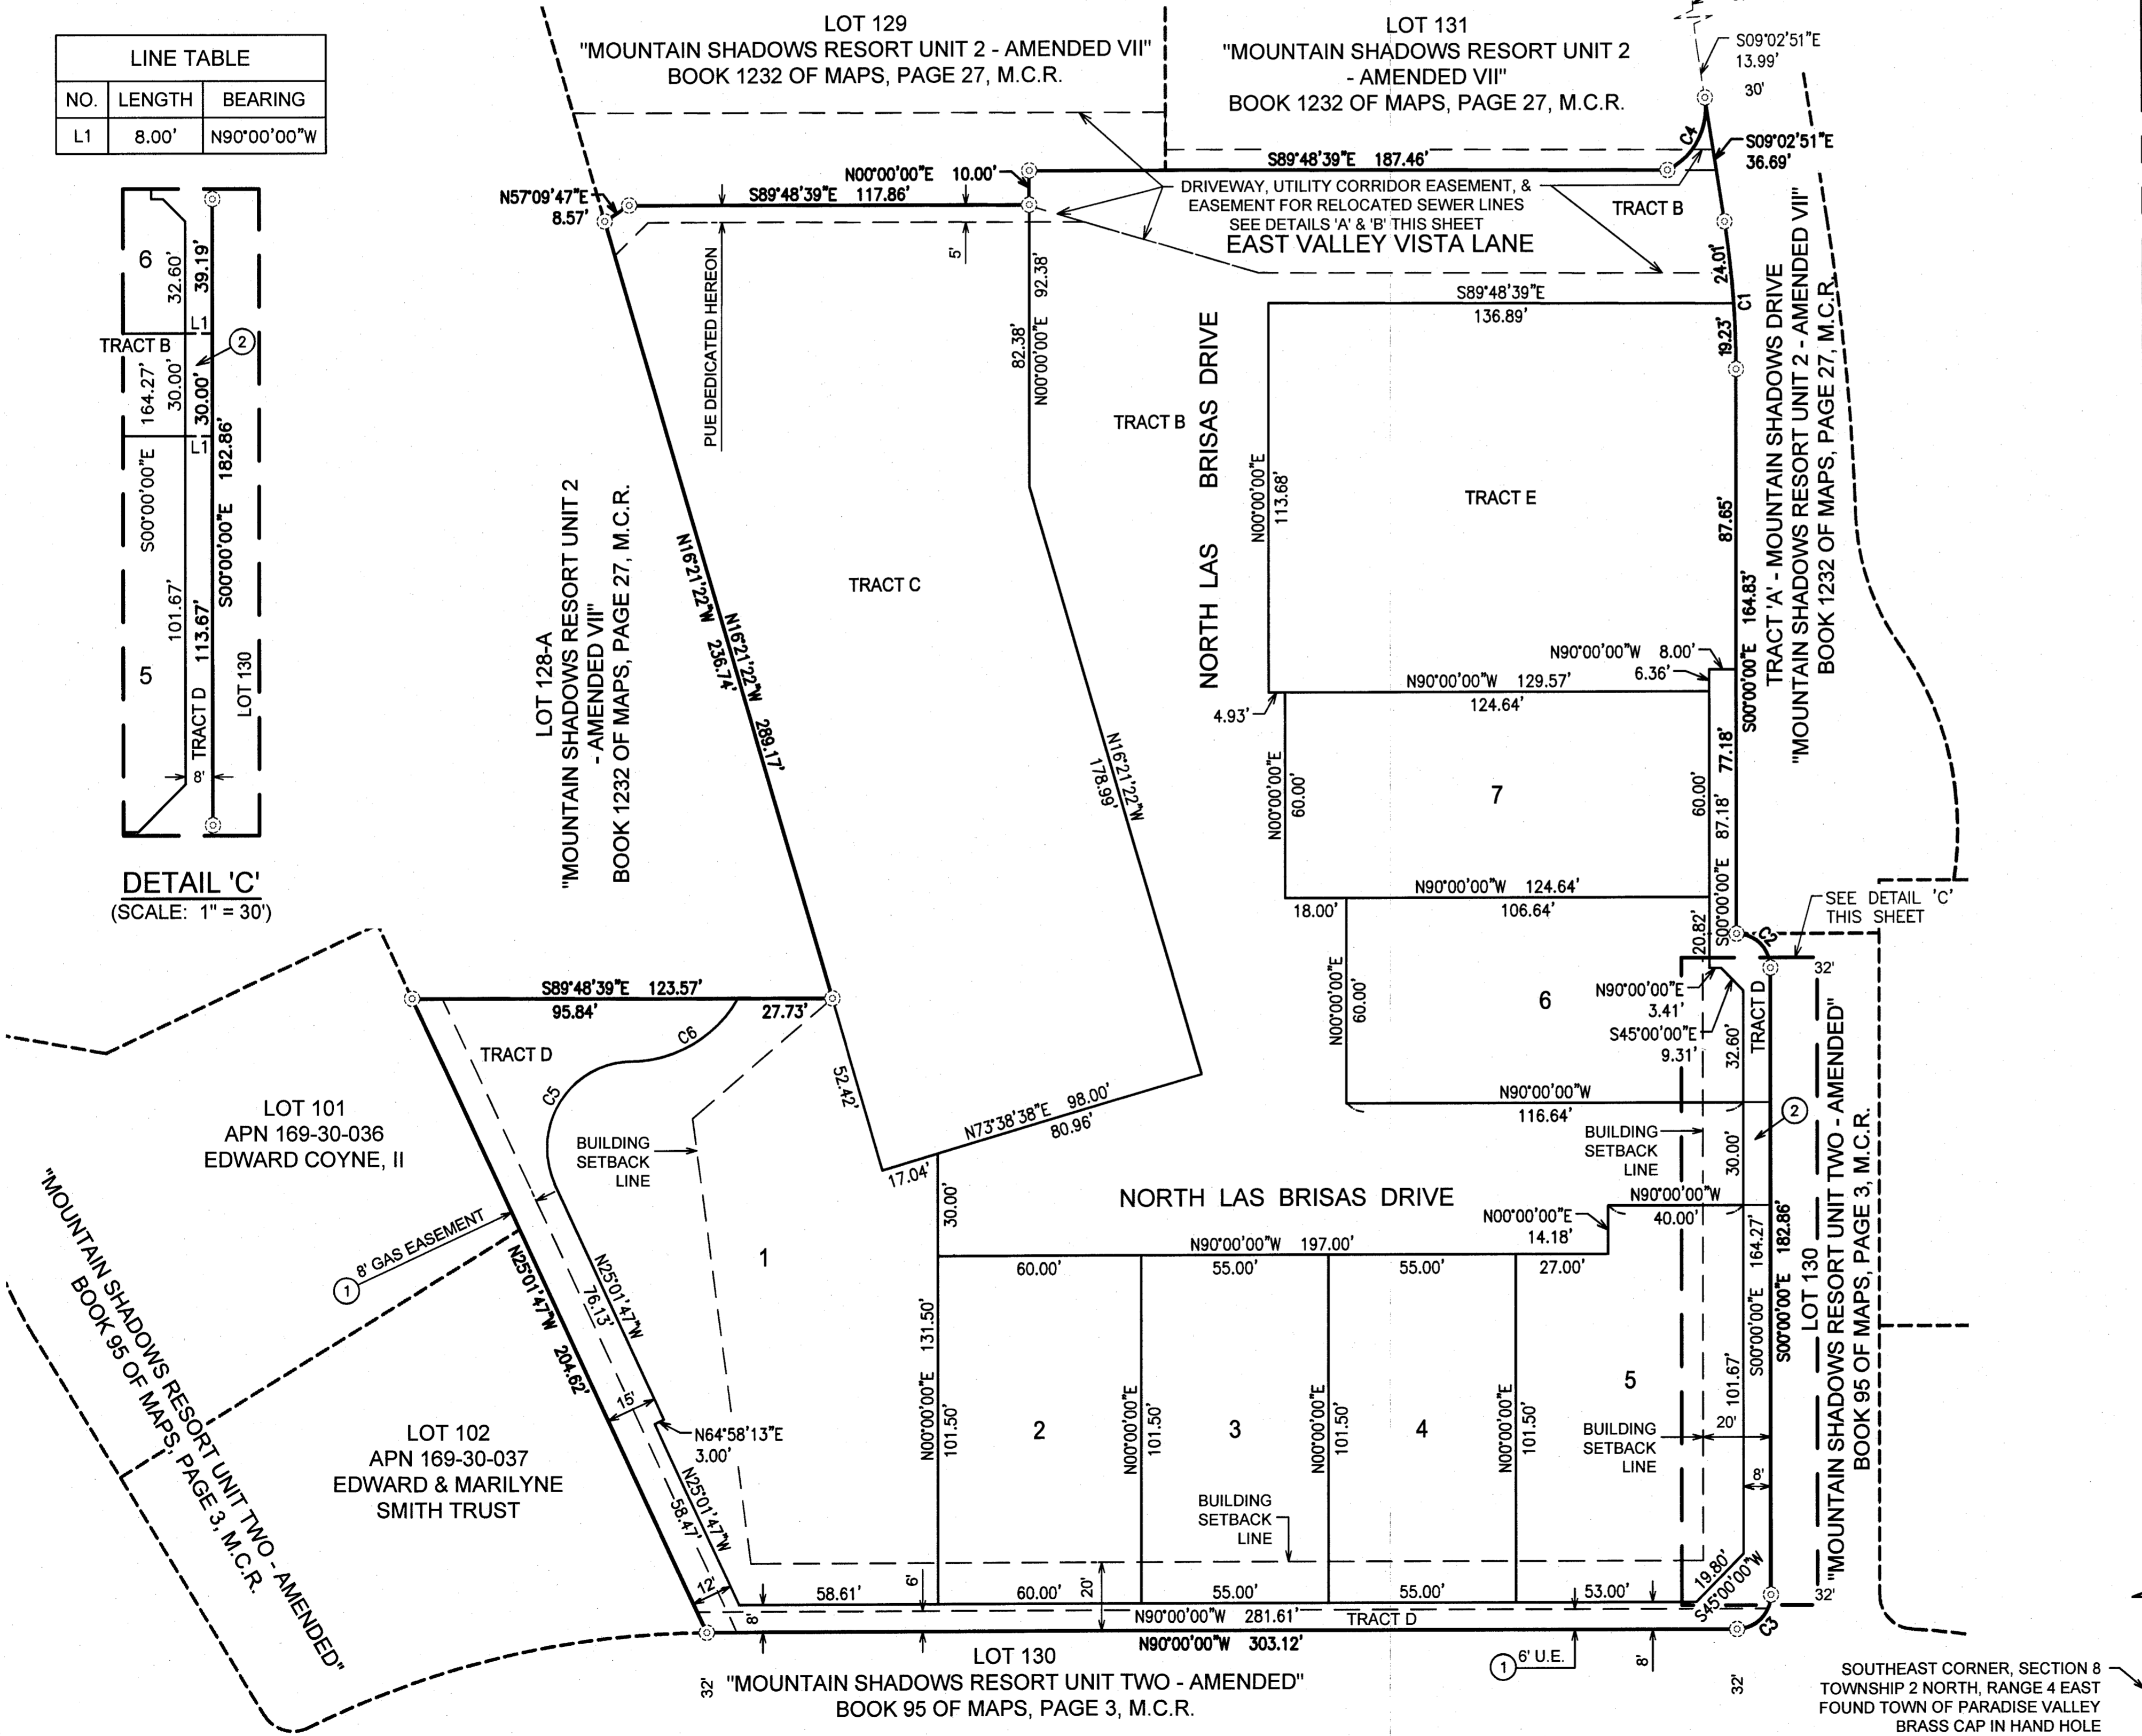 LINE TABLE
NO. LENGTH BEARING
L1 8.00' N90°00'00"W
6
32.60'
39.19'
L1
TRACT B
2
164.27'
30.00'
30.00'
L1
S00°00'00"E
182.86'
S00°00'00"E
101.67'
113.67'
5
TRACT D
LOT 130
8'
DETAIL 'C'
(SCALE: 1" = 30')
LOT 129
"MOUNTAIN SHADOWS RESORT UNIT 2 - AMENDED VII"
BOOK 1232 OF MAPS, PAGE 27, M.C.R.
LOT 131
"MOUNTAIN SHADOWS RESORT UNIT 2
- AMENDED VII"
BOOK 1232 OF MAPS, PAGE 27, M.C.R.
S09°02'51"E
13.99'
30'
C4
S09°02'51"E
36.69'
S89°48'39"E 187.46'
N00°00'00"E 10.00'
N57°09'47"E
8.57'
S89°48'39"E 117.86'
DRIVEWAY, UTILITY CORRIDOR EASEMENT, &
EASEMENT FOR RELOCATED SEWER LINES
SEE DETAILS 'A' & 'B' THIS SHEET
EAST VALLEY VISTA LANE
TRACT B
5'
PUE DEDICATED HEREON
N00°00'00"E 92.38'
82.38'
24.01'
C1
19.23'
S89°48'39"E
136.89'
NORTH LAS BRISAS DRIVE
TRACT B
N00°00'00"E
113.68'
TRACT E
87.65'
S00°00'00"E 164.83'
TRACT 'A' - MOUNTAIN SHADOWS DRIVE
"MOUNTAIN SHADOWS RESORT UNIT 2 - AMENDED VII"
BOOK 1232 OF MAPS, PAGE 27, M.C.R.
LOT 128-A
"MOUNTAIN SHADOWS RESORT UNIT 2
- AMENDED VII"
BOOK 1232 OF MAPS, PAGE 27, M.C.R.
N16°21'22"W
236.74'
N16°21'22"W 289.17'
TRACT C
N16°21'22"W
178.99'
N90°00'00"W 8.00'
6.36'
N90°00'00"W 129.57'
124.64'
4.93'
N00°00'00"E
60.00'
7
60.00'
77.18'
S00°00'00"E 87.18'
N90°00'00"W 124.64'
18.00'
106.64'
20.82'
C2
SEE DETAIL 'C'
THIS SHEET
32'
N00°00'00"E
60.00'
6
N90°00'00"E
3.41'
S45°00'00"E
9.31'
32.60'
TRACT D
N90°00'00"W
116.64'
2
BUILDING
SETBACK
LINE
30.00'
S89°48'39"E 123.57'
95.84'
27.73'
TRACT D
C6
C5
52.42'
N73°38'38"E 98.00'
80.96'
17.04'
BUILDING
SETBACK
LINE
LOT 101
APN 169-30-036
EDWARD COYNE, II
1 8' GAS EASEMENT
N25°01'47"W 204.62'
N25°01'47"W
76.13'
15'
N64°58'13"E
3.00'
N25°01'47"W
58.47'
12'
1
30.00'
NORTH LAS BRISAS DRIVE
N90°00'00"W
40.00'
N00°00'00"E
14.18'
N90°00'00"W 197.00'
60.00'
55.00'
55.00'
27.00'
164.27'
S00°00'00"E
S00°00'00"E 182.86'
LOT 130
"MOUNTAIN SHADOWS RESORT UNIT TWO - AMENDED"
BOOK 95 OF MAPS, PAGE 3, M.C.R.
LOT 102
APN 169-30-037
EDWARD & MARILYNE
SMITH TRUST
"MOUNTAIN SHADOWS RESORT UNIT TWO - AMENDED"
BOOK 95 OF MAPS, PAGE 3, M.C.R.
N00°00'00"E 131.50'
101.50'
2
N00°00'00"E
101.50'
3
N00°00'00"E
101.50'
4
N00°00'00"E
101.50'
5
101.67'
BUILDING
SETBACK
LINE
20'
8'
BUILDING
SETBACK
LINE
19.80'
S45°00'00"W
8'
58.61'
6'
60.00'
20'
55.00'
55.00'
53.00'
N90°00'00"W 281.61'
TRACT D
N90°00'00"W 303.12'
C3
32'
1 6' U.E.
8'
32'
32'
LOT 130
"MOUNTAIN SHADOWS RESORT UNIT TWO - AMENDED"
BOOK 95 OF MAPS, PAGE 3, M.C.R.
SOUTHEAST CORNER, SECTION 8
TOWNSHIP 2 NORTH, RANGE 4 EAST
FOUND TOWN OF PARADISE VALLEY
BRASS CAP IN HAND HOLE